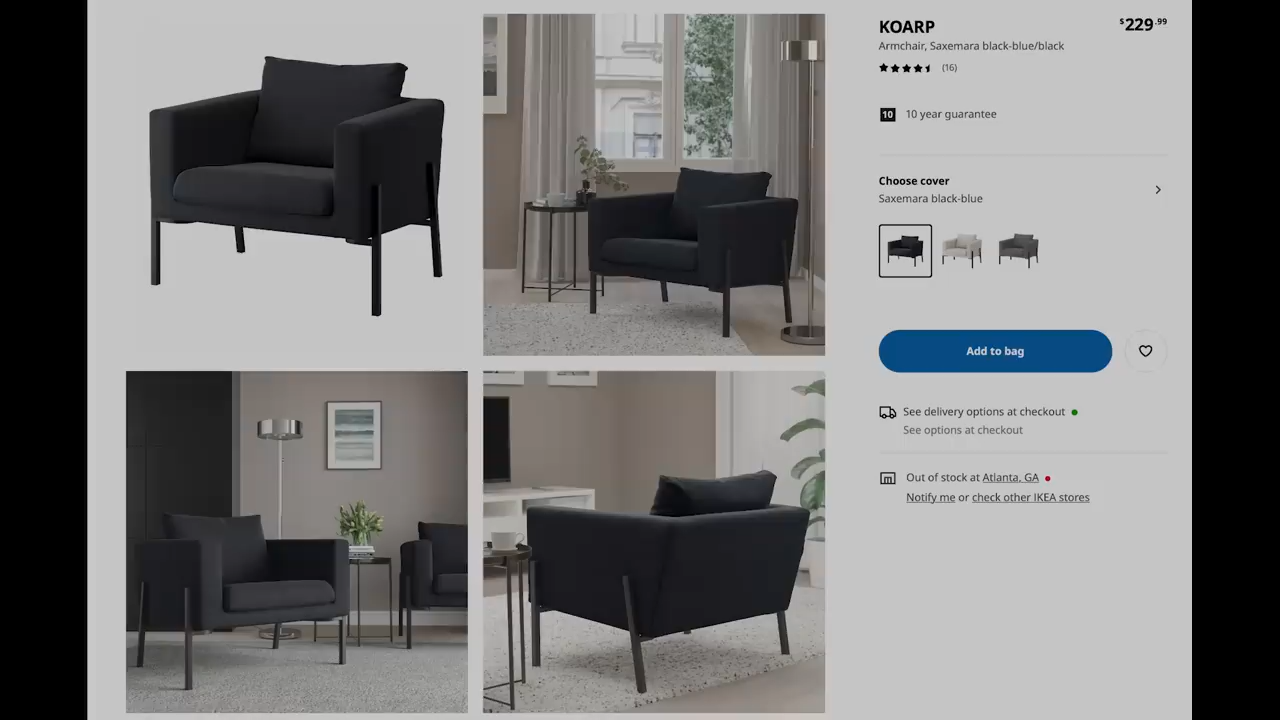 KOARP
$229.99
Armchair, Saxemara black-blue/black
(16)
10 10 year guarantee
Choose cover
Saxemara black-blue
Add to bag
See delivery options at checkout
See options at checkout
Out of stock at Atlanta, GA
Notify me or check other IKEA stores